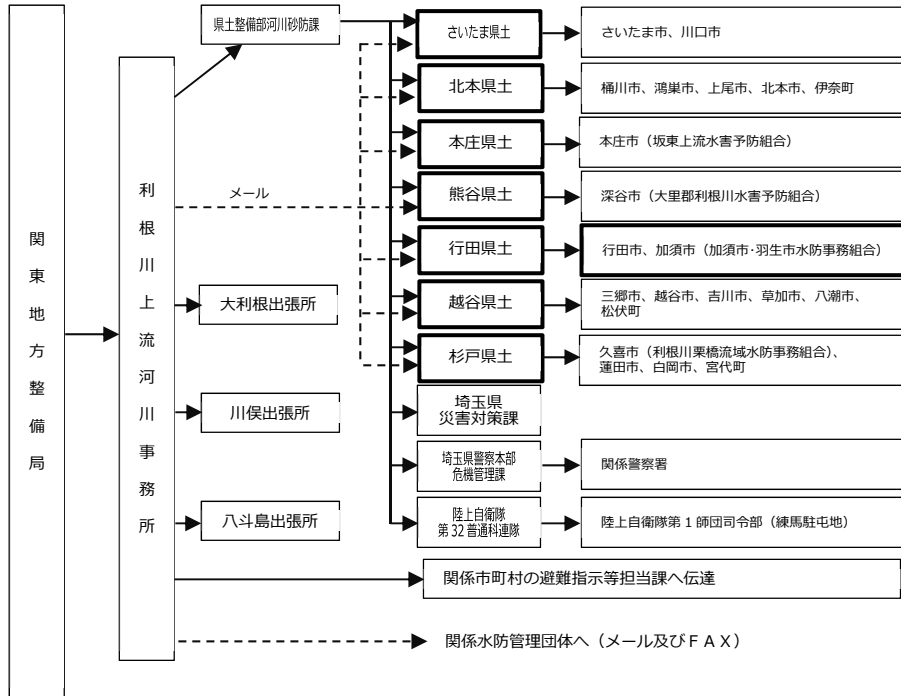 関東地方整備局
利根川上流河川事務所
県土整備部河川砂防課
メール
大利根出張所
川俣出張所
八斗島出張所
さいたま県土
さいたま市、川口市
北本県土
桶川市、鴻巣市、上尾市、北本市、伊奈町
本庄県土
本庄市（坂東上流水害予防組合）
熊谷県土
深谷市（大里郡利根川水害予防組合）
行田県土
行田市、加須市（加須市・羽生市水防事務組合）
越谷県土
三郷市、越谷市、吉川市、草加市、八潮市、
松伏町
杉戸県土
久喜市（利根川栗橋流域水防事務組合）、
蓮田市、白岡市、宮代町
埼玉県
災害対策課
埼玉県警察本部
危機管理課
関係警察署
陸上自衛隊
第32普通科連隊
陸上自衛隊第1師団司令部（練馬駐屯地）
関係市町村の避難指示等担当課へ伝達
関係水防管理団体へ（メール及びＦＡＸ）